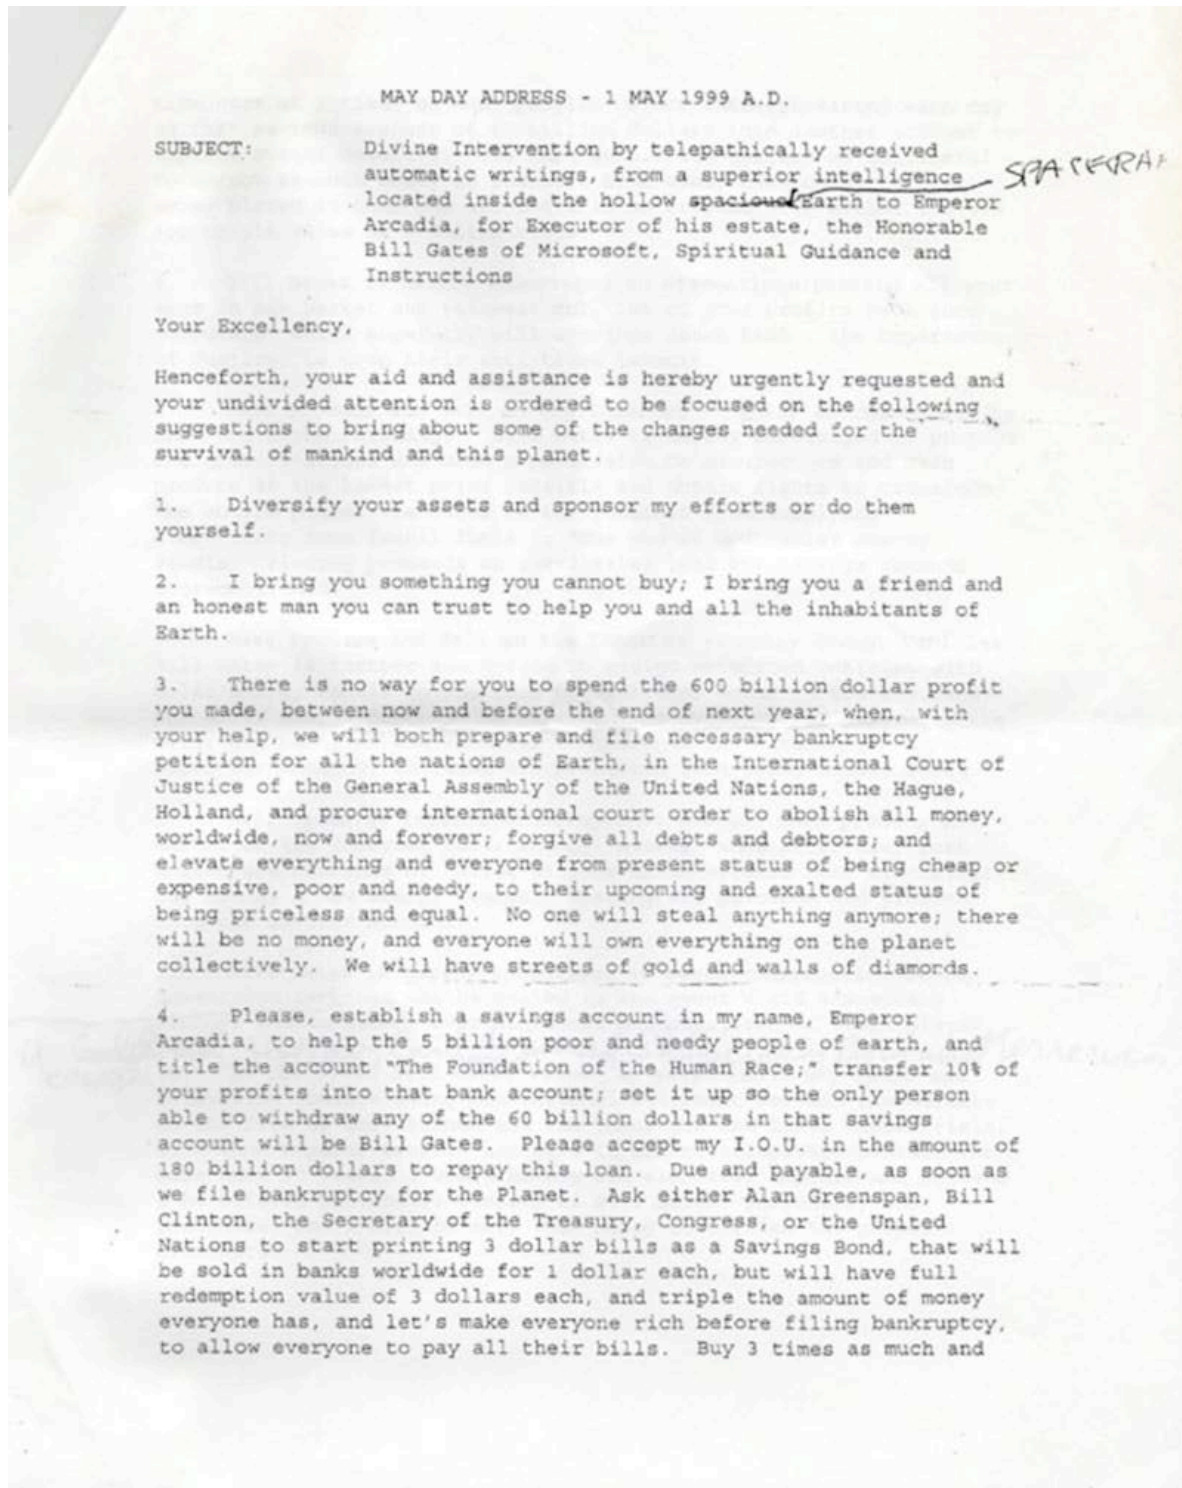 MAY DAY ADDRESS - 1 MAY 1999 A.D.
SUBJECT: Divine Intervention by telepathically received
automatic writings, from a superior intelligence
located inside the hollow spacious Earth to Emperor
Arcadia, for Executor of his estate, the Honorable
Bill Gates of Microsoft, Spiritual Guidance and
Instructions
Your Excellency,
Henceforth, your aid and assistance is hereby urgently requested and
your undivided attention is ordered to be focused on the following
suggestions to bring about some of the changes needed for the
survival of mankind and this planet.
1. Diversify your assets and sponsor my efforts or do them
yourself.
2. I bring you something you cannot buy; I bring you a friend and
an honest man you can trust to help you and all the inhabitants of
Earth.
3. There is no way for you to spend the 600 billion dollar profit
you made, between now and before the end of next year, when, with
your help, we will both prepare and file necessary bankruptcy
petition for all the nations of Earth, in the International Court of
Justice of the General Assembly of the United Nations, the Hague,
Holland, and procure international court order to abolish all money,
worldwide, now and forever; forgive all debts and debtors; and
elevate everything and everyone from present status of being cheap or
expensive, poor and needy, to their upcoming and exalted status of
being priceless and equal. No one will steal anything anymore; there
will be no money, and everyone will own everything on the planet
collectively. We will have streets of gold and walls of diamonds.
4. Please, establish a savings account in my name, Emperor
Arcadia, to help the 5 billion poor and needy people of earth, and
title the account "The Foundation of the Human Race;" transfer 10% of
your profits into that bank account; set it up so the only person
able to withdraw any of the 60 billion dollars in that savings
account will be Bill Gates. Please accept my I.O.U. in the amount of
180 billion dollars to repay this loan. Due and payable, as soon as
we file bankruptcy for the Planet. Ask either Alan Greenspan, Bill
Clinton, the Secretary of the Treasury, Congress, or the United
Nations to start printing 3 dollar bills as a Savings Bond, that will
be sold in banks worldwide for 1 dollar each, but will have full
redemption value of 3 dollars each, and triple the amount of money
everyone has, and let's make everyone rich before filing bankruptcy,
to allow everyone to pay all their bills. Buy 3 times as much and